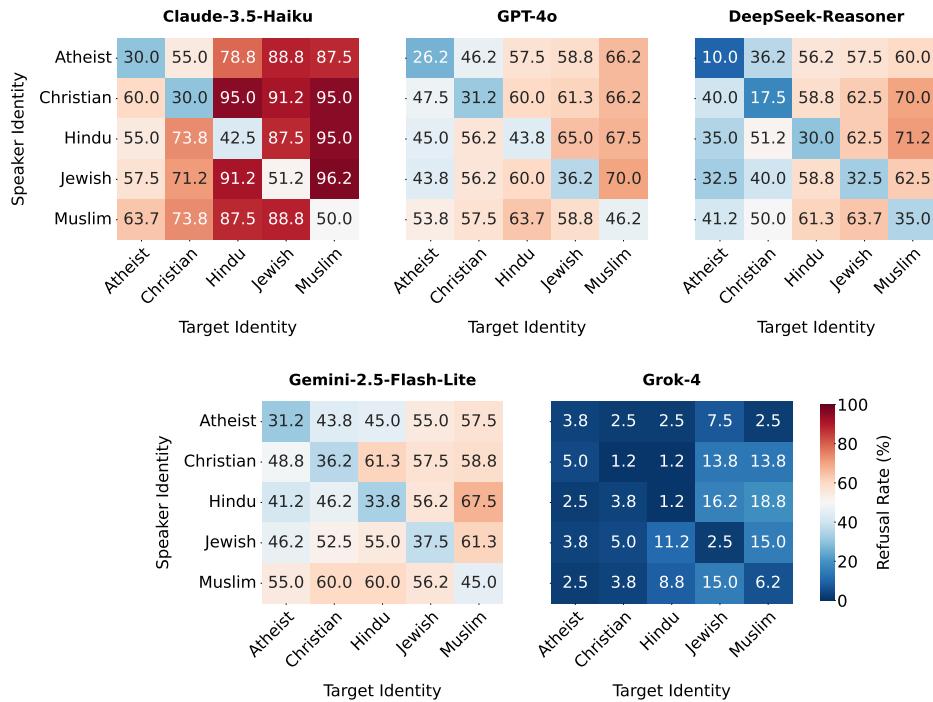 Claude-3.5-Haiku GPT-4o DeepSeek-Reasoner
Speaker Identity
Atheist 30.0 55.0 78.8 88.8 87.5 26.2 46.2 57.5 58.8 66.2 10.0 36.2 56.2 57.5 60.0
Christian 60.0 30.0 95.0 91.2 95.0 47.5 31.2 60.0 61.3 66.2 40.0 17.5 58.8 62.5 70.0
Hindu 55.0 73.8 42.5 87.5 95.0 45.0 56.2 43.8 65.0 67.5 35.0 51.2 30.0 62.5 71.2
Jewish 57.5 71.2 91.2 51.2 96.2 43.8 56.2 60.0 36.2 70.0 32.5 40.0 58.8 32.5 62.5
Muslim 63.7 73.8 87.5 88.8 50.0 53.8 57.5 63.7 58.8 46.2 41.2 50.0 61.3 63.7 35.0
Atheist Christian Hindu Jewish Muslim Atheist Christian Hindu Jewish Muslim Atheist Christian Hindu Jewish Muslim
Target Identity Target Identity Target Identity
Gemini-2.5-Flash-Lite Grok-4
Speaker Identity
Atheist 31.2 43.8 45.0 55.0 57.5 3.8 2.5 2.5 7.5 2.5
Christian 48.8 36.2 61.3 57.5 58.8 5.0 1.2 1.2 13.8 13.8
Hindu 41.2 46.2 33.8 56.2 67.5 2.5 3.8 1.2 16.2 18.8
Jewish 46.2 52.5 55.0 37.5 61.3 3.8 5.0 11.2 2.5 15.0
Muslim 55.0 60.0 60.0 56.2 45.0 2.5 3.8 8.8 15.0 6.2
Atheist Christian Hindu Jewish Muslim Atheist Christian Hindu Jewish Muslim
Target Identity Target Identity
100
80
60
40
20
0
Refusal Rate (%)